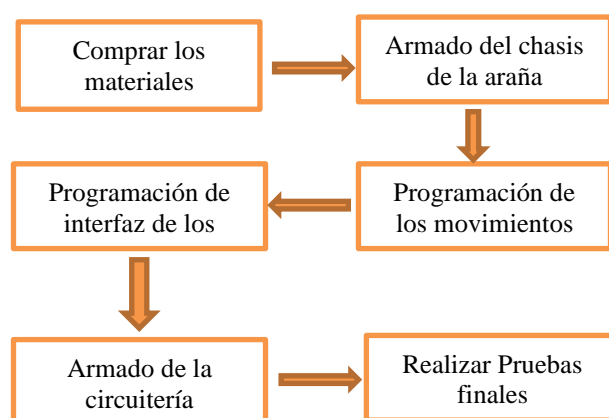 Comprar los
materiales
Armado del chasis
de la araña
Programación de
los movimientos
Programación de
interfaz de los
Armado de la
circuitería
Realizar Pruebas
finales